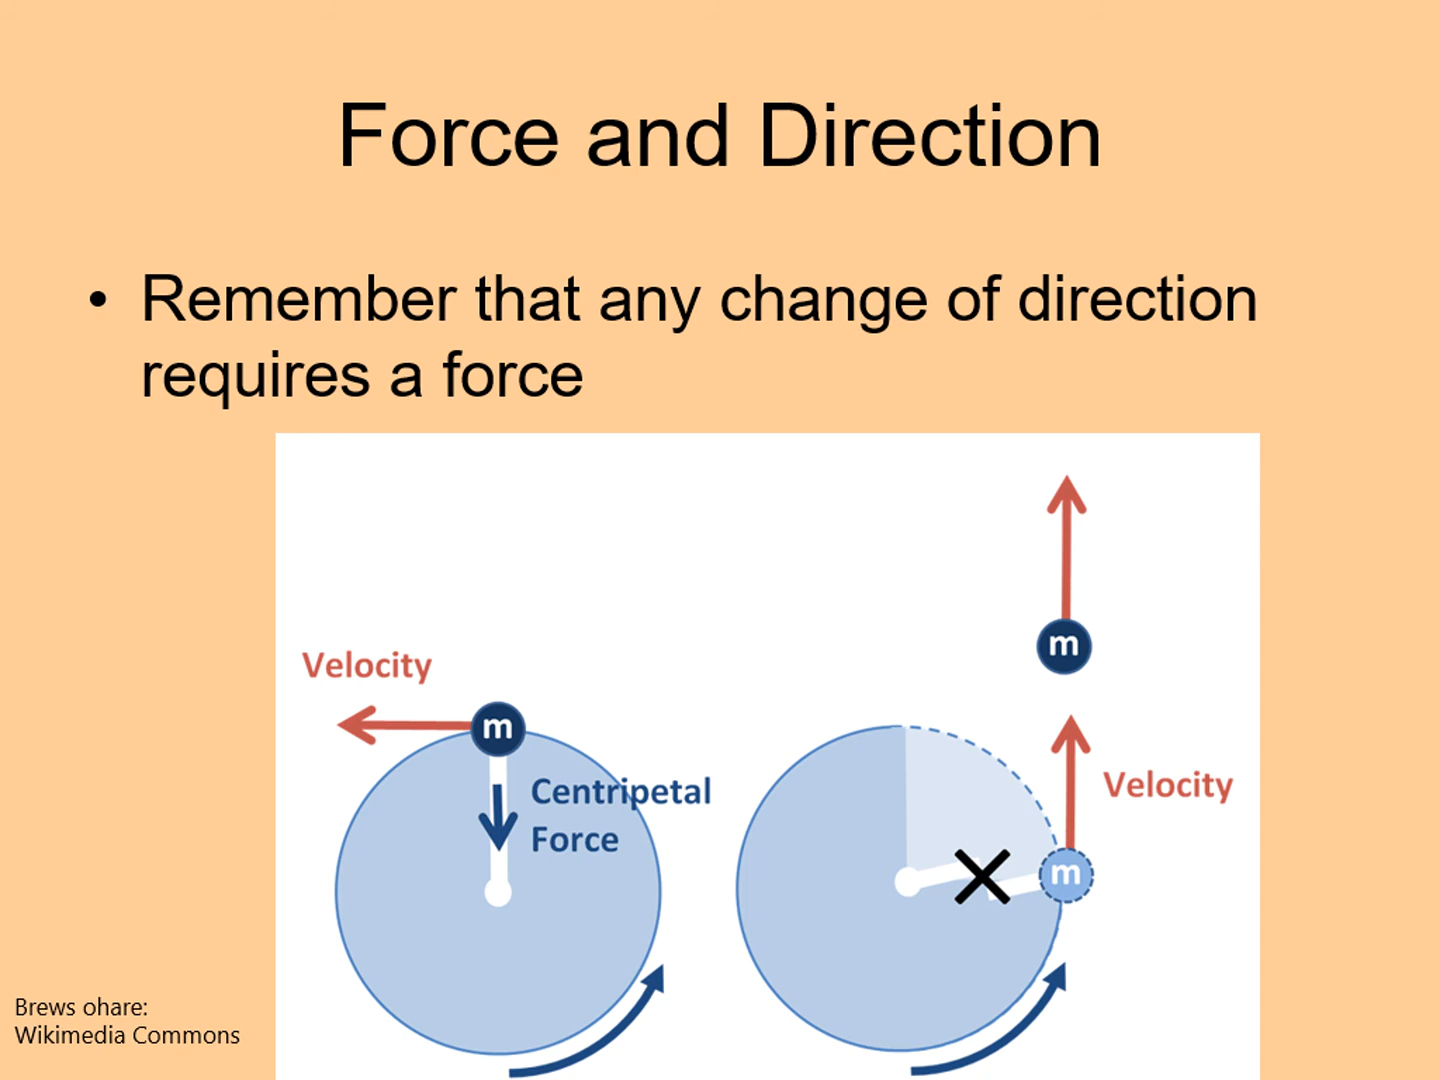 Force and Direction
• Remember that any change of direction
requires a force
m
Velocity
m
Centripetal
Force
Velocity
m
Brews ohare:
Wikimedia Commons